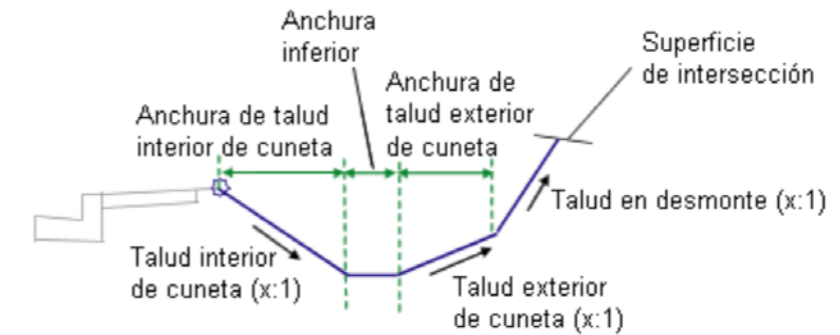 Anchura
inferior
Superficie
de intersección
Anchura de
talud exterior
de cuneta
Anchura de talud
interior de cuneta
Talud en desmonte (x:1)
Talud interior
de cuneta (x:1)
Talud exterior
de cuneta (x:1)